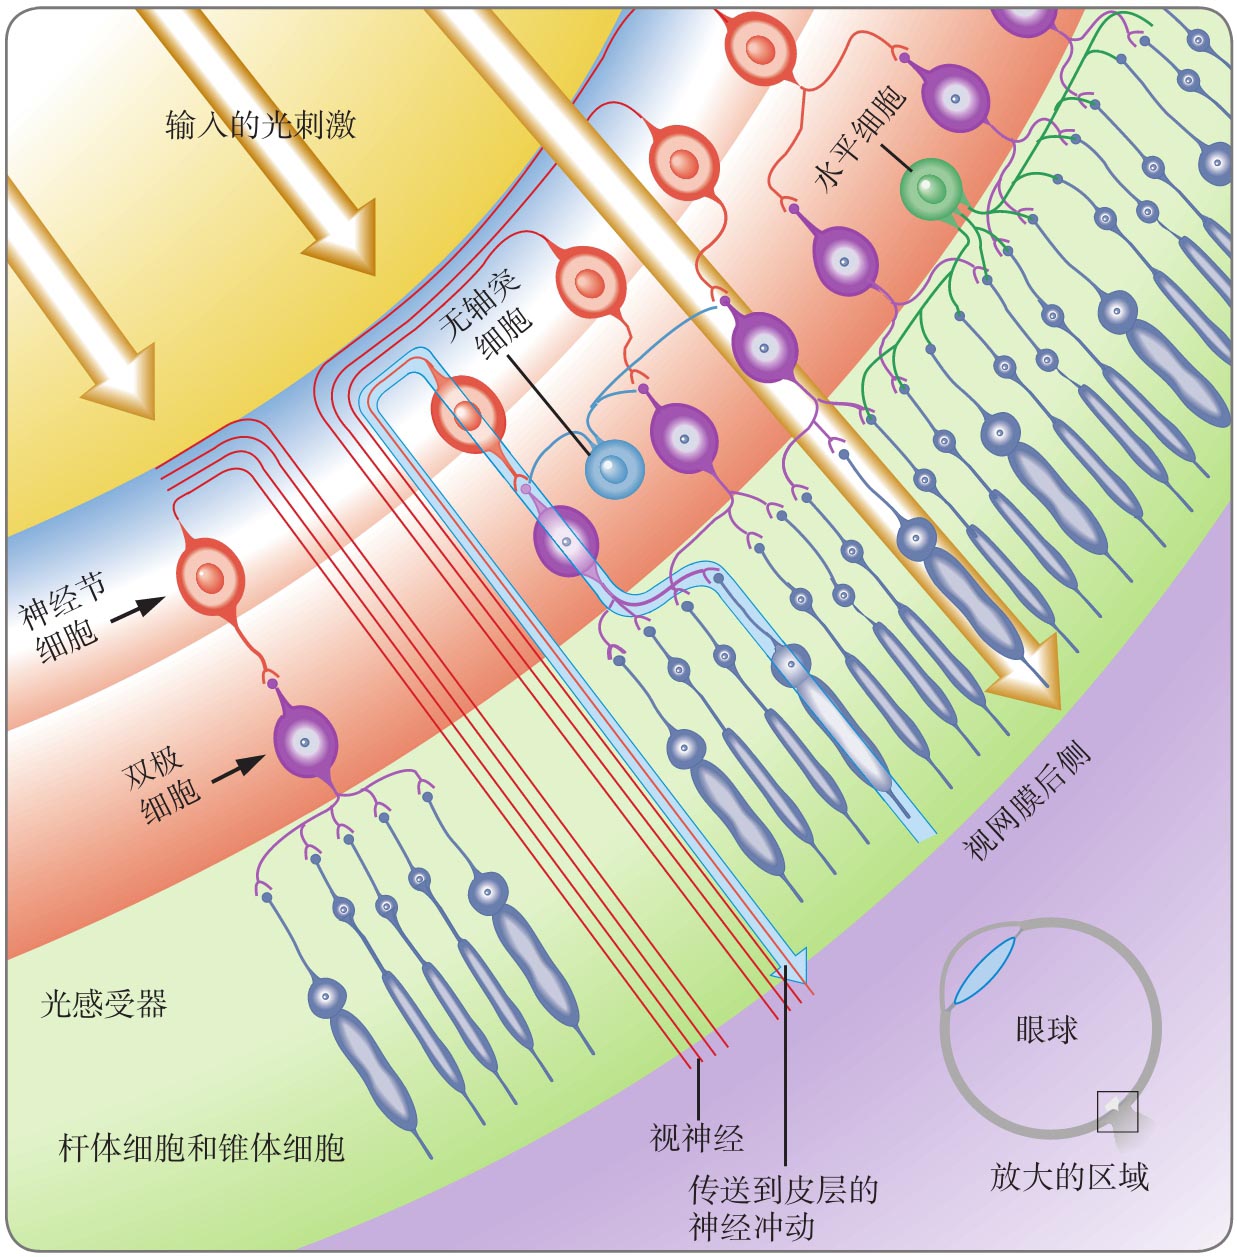 输入的光刺激
水平细胞
无轴突
细胞
神经节
细胞
双极
细胞
视网膜后侧
光感受器
眼球
杆体细胞和锥体细胞
视神经
放大的区域
传送到皮层的
神经冲动